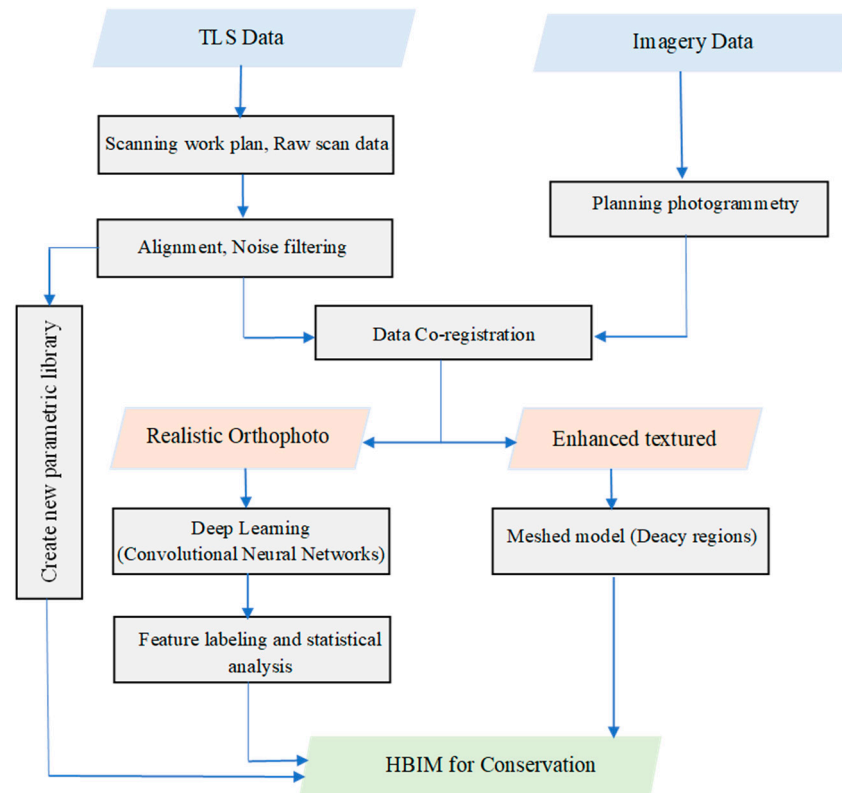 TLS Data
Imagery Data
Scanning work plan, Raw scan data
Planning photogrammetry
Alignment, Noise filtering
Data Co-registration
Create new parametric library
Realistic Orthophoto
Enhanced textured
Deep Learning
(Convolutional Neural Networks)
Meshed model (Deacy regions)
Feature labeling and statistical
analysis
HBIM for Conservation